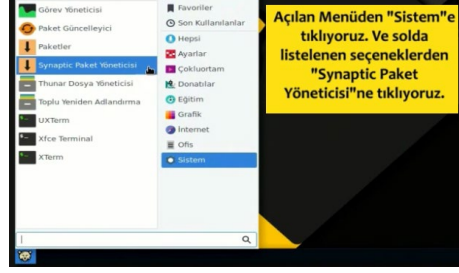 Görev Yöneticisi
Paket Güncelleyici
Paketler
Synaptic Paket Yöneticisi
Thunar Dosya Yöneticisi
Toplu Yeniden Adlandırma
UXTerm
Xfce Terminal
XTerm
Favoriler
Son Kullanılanlar
Hepsi
Ayarlar
Çokluortam
Donatılar
Eğitim
Grafik
İnternet
Ofis
Sistem
Açılan Menüden "Sistem"e
tıklıyoruz. Ve solda
listelenen seçeneklerden
"Synaptic Paket
Yöneticisi"ne tıklıyoruz.